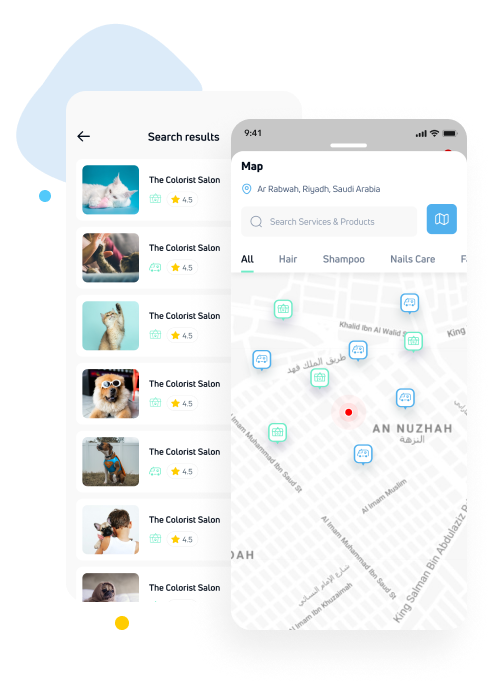 Search results
The Colorist Salon
4.5
The Colorist Salon
4.5
The Colorist Salon
4.5
The Colorist Salon
4.5
The Colorist Salon
4.5
The Colorist Salon
4.5
The Colorist Salon
9:41
Map
Ar Rabwah, Riyadh, Saudi Arabia
Search Services & Products
All Hair Shampoo Nails Care
Khalid Ibn Al Walid
King
طريق الملك فهد
AN NUZHAH
النزهة
Al Imam Muhammad Ibn Saud St
Al Imam Muslim
DAH
Al Imam Muhammad Ibn Saud St
King Salman Bin Abdulaziz
شارع الإمام النسائي
Ibn Khuzaimah